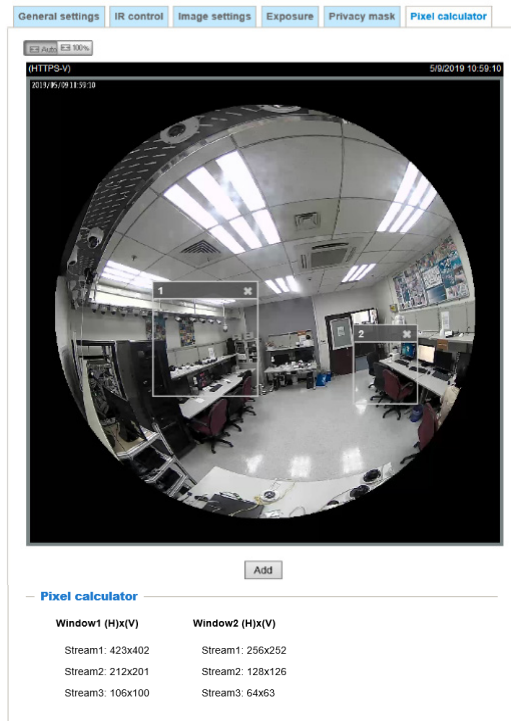 General settings IR control Image settings Exposure Privacy mask Pixel calculator
Auto 100%
(HTTPS-V) 5/9/2019 10:59:10
2019/05/09 10:59:10
1
2
Add
Pixel calculator
Window1 (H)x(V) Window2 (H)x(V)
Stream1: 423x402 Stream1: 256x252
Stream2: 212x201 Stream2: 128x126
Stream3: 106x100 Stream3: 64x63